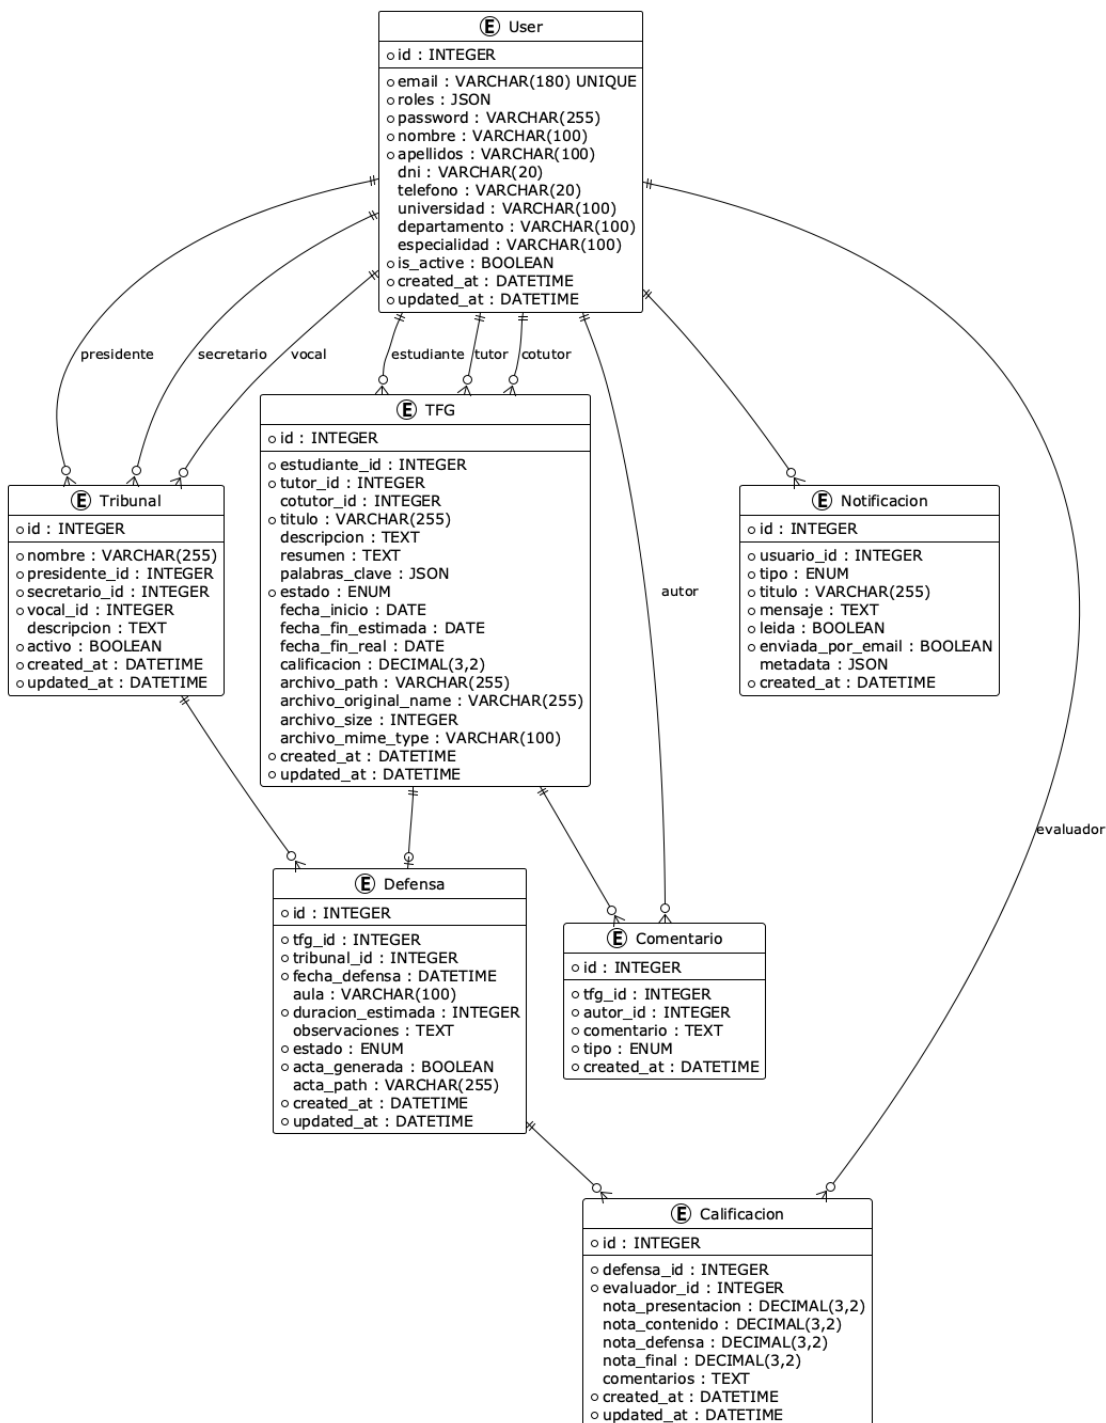 E User
id : INTEGER
email : VARCHAR(180) UNIQUE
roles : JSON
password : VARCHAR(255)
nombre : VARCHAR(100)
apellidos : VARCHAR(100)
dni : VARCHAR(20)
telefono : VARCHAR(20)
universidad : VARCHAR(100)
departamento : VARCHAR(100)
especialidad : VARCHAR(100)
is_active : BOOLEAN
created_at : DATETIME
updated_at : DATETIME
presidente
secretario
vocal
estudiante
tutor
cotutor
E TFG
id : INTEGER
estudiante_id : INTEGER
tutor_id : INTEGER
cotutor_id : INTEGER
titulo : VARCHAR(255)
descripcion : TEXT
resumen : TEXT
palabras_clave : JSON
estado : ENUM
fecha_inicio : DATE
fecha_fin_estimada : DATE
fecha_fin_real : DATE
calificacion : DECIMAL(3,2)
archivo_path : VARCHAR(255)
archivo_original_name : VARCHAR(255)
archivo_size : INTEGER
archivo_mime_type : VARCHAR(100)
created_at : DATETIME
updated_at : DATETIME
E Tribunal
id : INTEGER
nombre : VARCHAR(255)
presidente_id : INTEGER
secretario_id : INTEGER
vocal_id : INTEGER
descripcion : TEXT
activo : BOOLEAN
created_at : DATETIME
updated_at : DATETIME
E Notificacion
id : INTEGER
usuario_id : INTEGER
tipo : ENUM
titulo : VARCHAR(255)
mensaje : TEXT
leida : BOOLEAN
enviada_por_email : BOOLEAN
metadata : JSON
created_at : DATETIME
autor
evaluador
E Defensa
id : INTEGER
tfg_id : INTEGER
tribunal_id : INTEGER
fecha_defensa : DATETIME
aula : VARCHAR(100)
duracion_estimada : INTEGER
observaciones : TEXT
estado : ENUM
acta_generada : BOOLEAN
acta_path : VARCHAR(255)
created_at : DATETIME
updated_at : DATETIME
E Comentario
id : INTEGER
tfg_id : INTEGER
autor_id : INTEGER
comentario : TEXT
tipo : ENUM
created_at : DATETIME
E Calificacion
id : INTEGER
defensa_id : INTEGER
evaluador_id : INTEGER
nota_presentacion : DECIMAL(3,2)
nota_contenido : DECIMAL(3,2)
nota_defensa : DECIMAL(3,2)
nota_final : DECIMAL(3,2)
comentarios : TEXT
created_at : DATETIME
updated_at : DATETIME